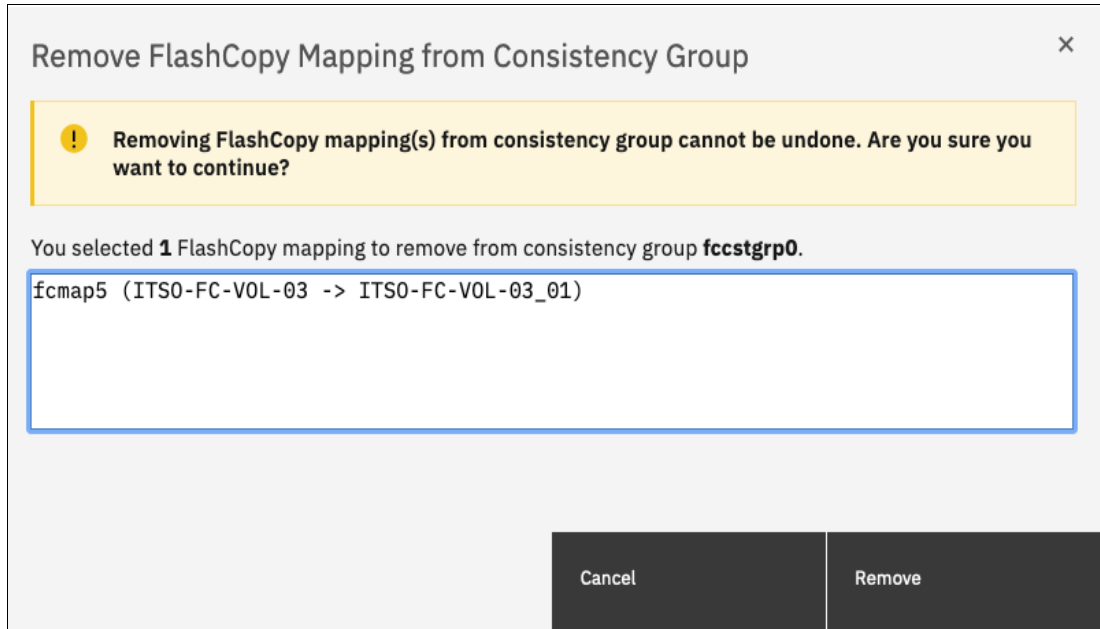 Remove FlashCopy Mapping from Consistency Group
Removing FlashCopy mapping(s) from consistency group cannot be undone. Are you sure you
want to continue?
You selected 1 FlashCopy mapping to remove from consistency group fccstgrp0.
fcmap5 (ITSO-FC-VOL-03 -> ITSO-FC-VOL-03_01)
Cancel
Remove